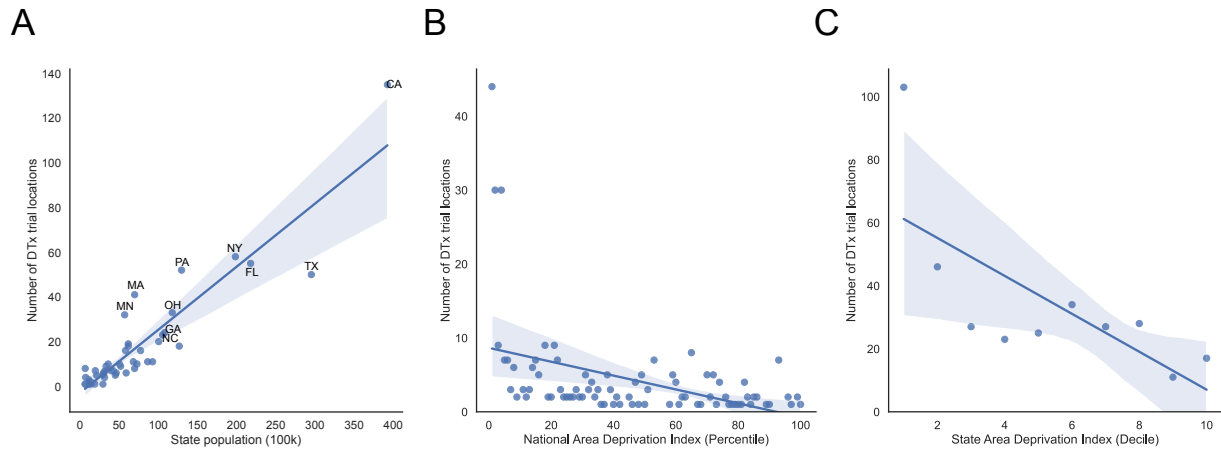 A
B
C
Number of DTx trial locations
140
120
100
80
60
40
20
0
CA
NY
FL
TX
PA
MA
MN
OH
GA
NC
0
50
100
150
200
250
300
350
400
State population (100k)
Number of DTx trial locations
40
30
20
10
0
0
20
40
60
80
100
National Area Deprivation Index (Percentile)
Number of DTx trial locations
100
80
60
40
20
0
2
4
6
8
10
State Area Deprivation Index (Decile)